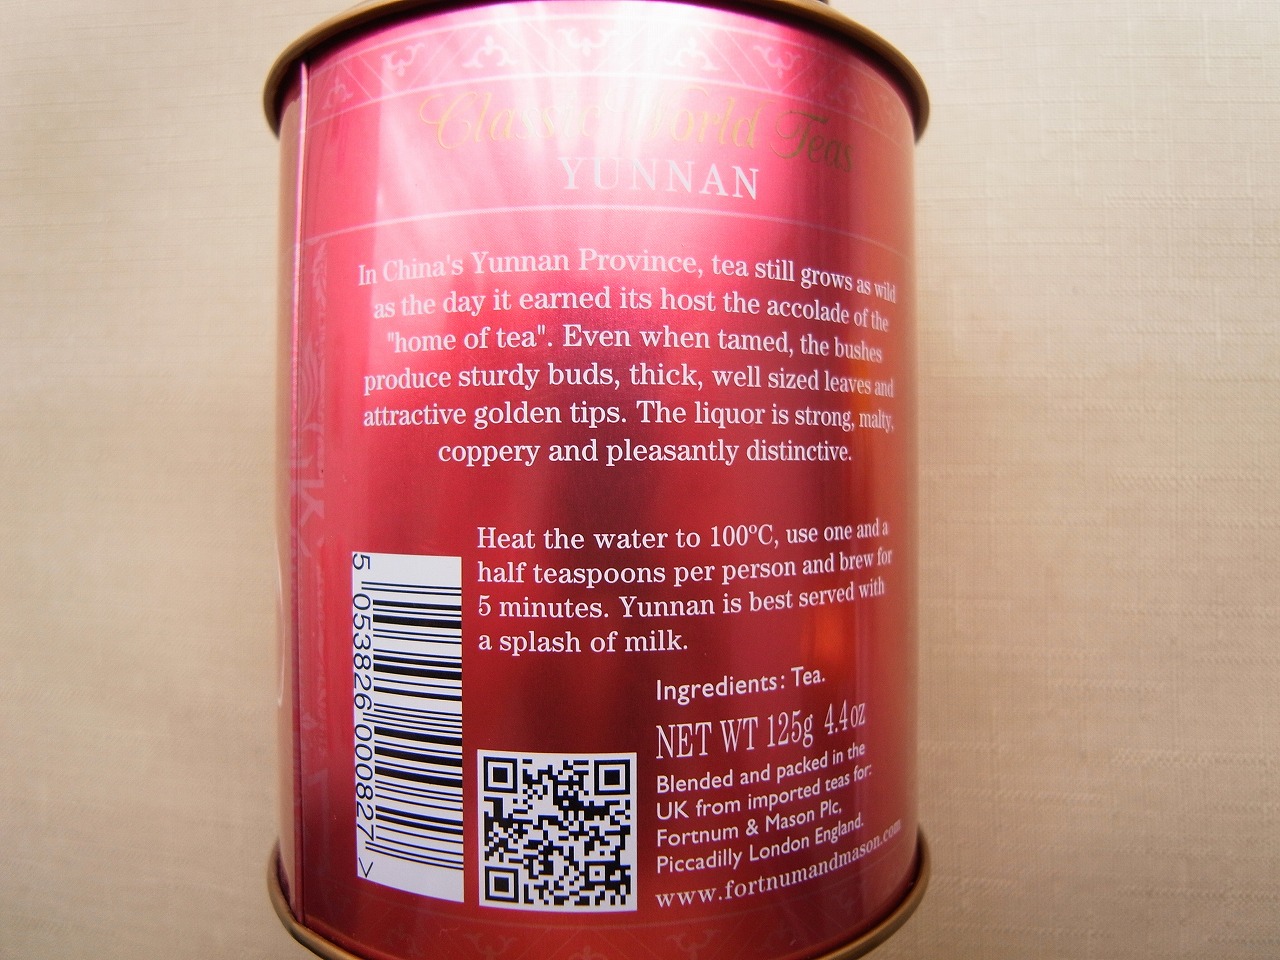 Classic World Teas
YUNNAN
In China's Yunnan Province, tea still grows as wild
as the day it earned its host the accolade of the
"home of tea". Even when tamed, the bushes
produce sturdy buds, thick, well sized leaves and
attractive golden tips. The liquor is strong, malty,
coppery and pleasantly distinctive.
Heat the water to 100ºC, use one and a
half teaspoons per person and brew for
5 minutes. Yunnan is best served with
a splash of milk.
5 053826 000827 >
Ingredients: Tea.
NET WT 125g 4.4oz
Blended and packed in the
UK from imported teas for:
Fortnum & Mason Plc,
Piccadilly London England.
www.fortnumandmason.com